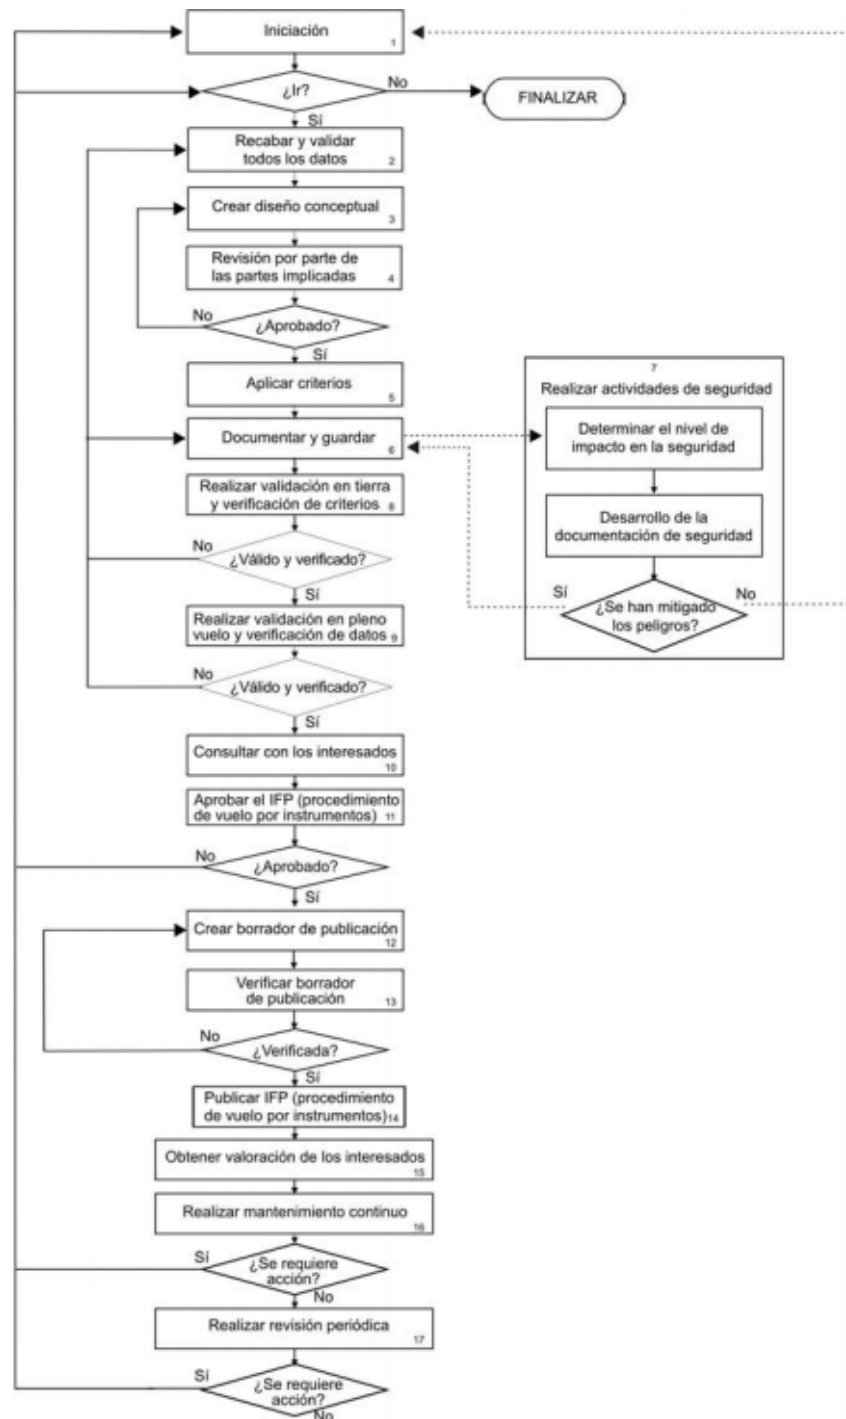 Iniciación
1
¿Ir?
No
FINALIZAR
Sí
Recabar y validar
todos los datos
2
Crear diseño conceptual
3
Revisión por parte de
las partes implicadas
4
No
¿Aprobado?
Sí
Aplicar criterios
5
Documentar y guardar
6
7
Realizar actividades de seguridad
Determinar el nivel de
impacto en la seguridad
Desarrollo de la
documentación de seguridad
Sí
¿Se han mitigado
los peligros?
No
Realizar validación en tierra
y verificación de criterios 8
No
¿Válido y verificado?
Sí
Realizar validación en pleno
vuelo y verificación de datos 9
No
¿Válido y verificado?
Sí
Consultar con los interesados
10
Aprobar el IFP (procedimiento
de vuelo por instrumentos) 11
No
¿Aprobado?
Sí
Crear borrador de publicación
12
Verificar borrador
de publicación
13
No
¿Verificada?
Sí
Publicar IFP (procedimiento
de vuelo por instrumentos)14
Obtener valoración de los interesados
15
Realizar mantenimiento continuo
16
Sí
¿Se requiere
acción?
No
Realizar revisión periódica
17
Sí
¿Se requiere
acción?
No